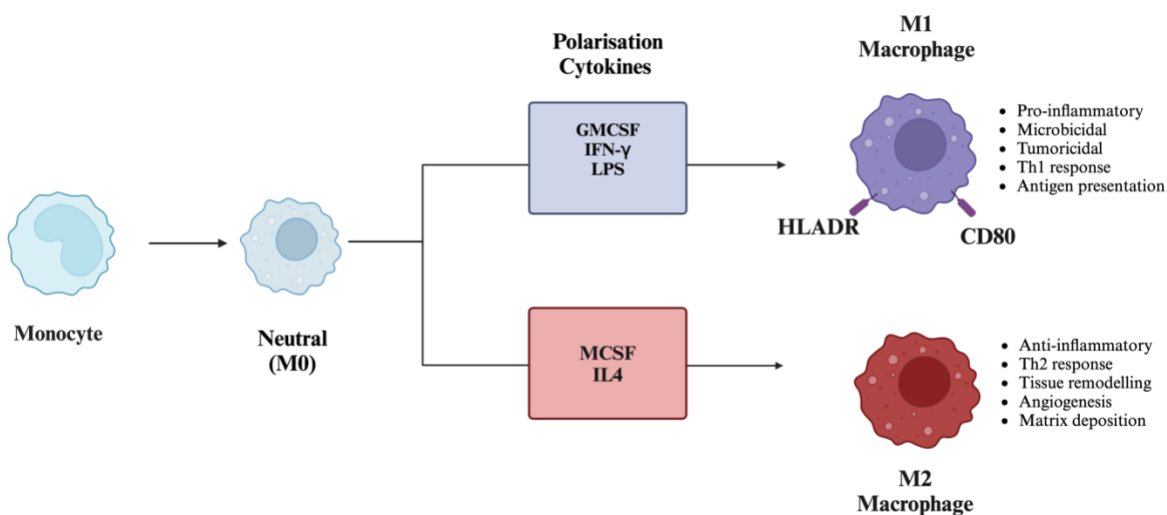 Monocyte
Neutral
(M0)
Polarisation
Cytokines
GMCSF
IFN-γ
LPS
MCSF
IL4
M1
Macrophage
HLADR
CD80
• Pro-inflammatory
• Microbicidal
• Tumoricidal
• Th1 response
• Antigen presentation
• Anti-inflammatory
• Th2 response
• Tissue remodelling
• Angiogenesis
• Matrix deposition
M2
Macrophage